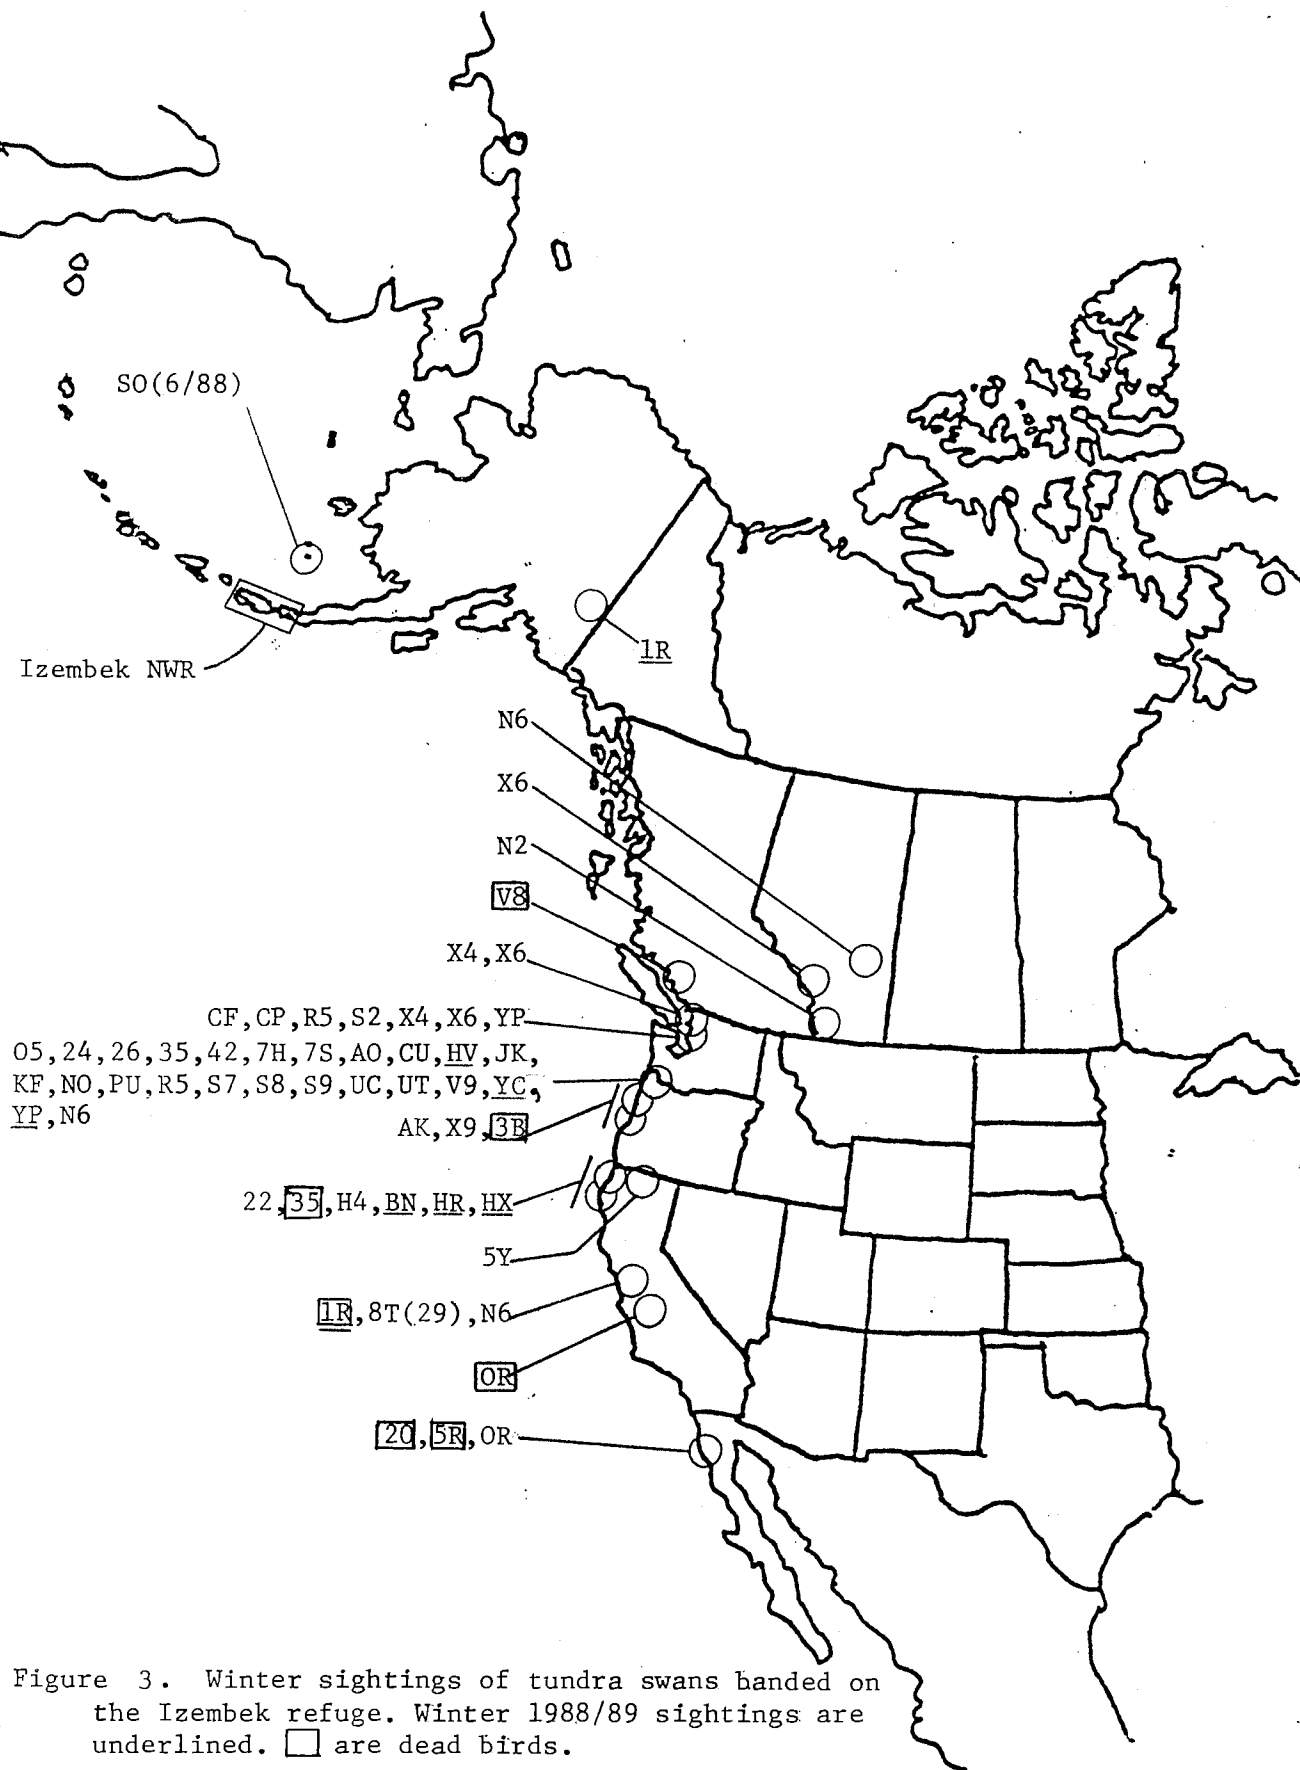 SO(6/88)
1R
Izembek NWR
N6
X6
N2
V8
X4,X6
CF,CP,R5,S2,X4,X6,YP
05,24,26,35,42,7H,7S,AO,CU,HV,JK,
KF,NO,PU,R5,S7,S8,S9,UC,UT,V9,YC,
YP,N6
AK,X9,3B
22,35,H4,BN,HR,HX
5Y
1R,8T(29),N6
OR
20,5R,OR
Figure 3. Winter sightings of tundra swans banded on
the Izembek refuge. Winter 1988/89 sightings are
underlined. □ are dead birds.